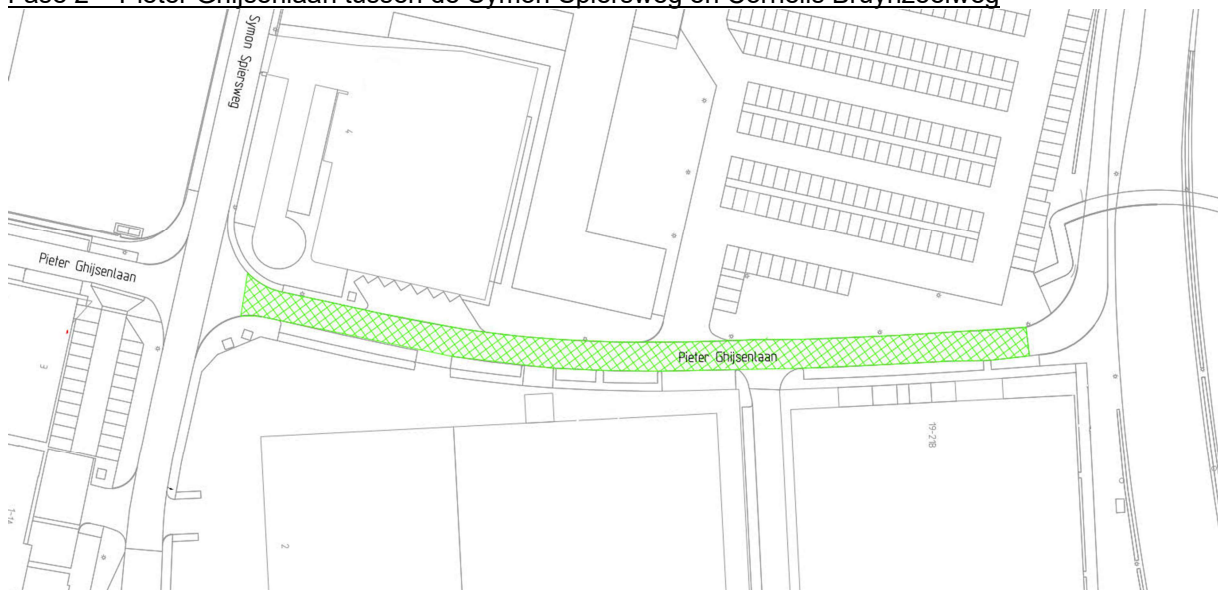 Fase 2 – Pieter Ghijsenlaan tussen de Symon Spiersweg en Cornelis Bruynzeelweg
Symon Spiersweg
4
Pieter Ghijsenlaan
Pieter Ghijsenlaan
3
19-21B
1-1a
2